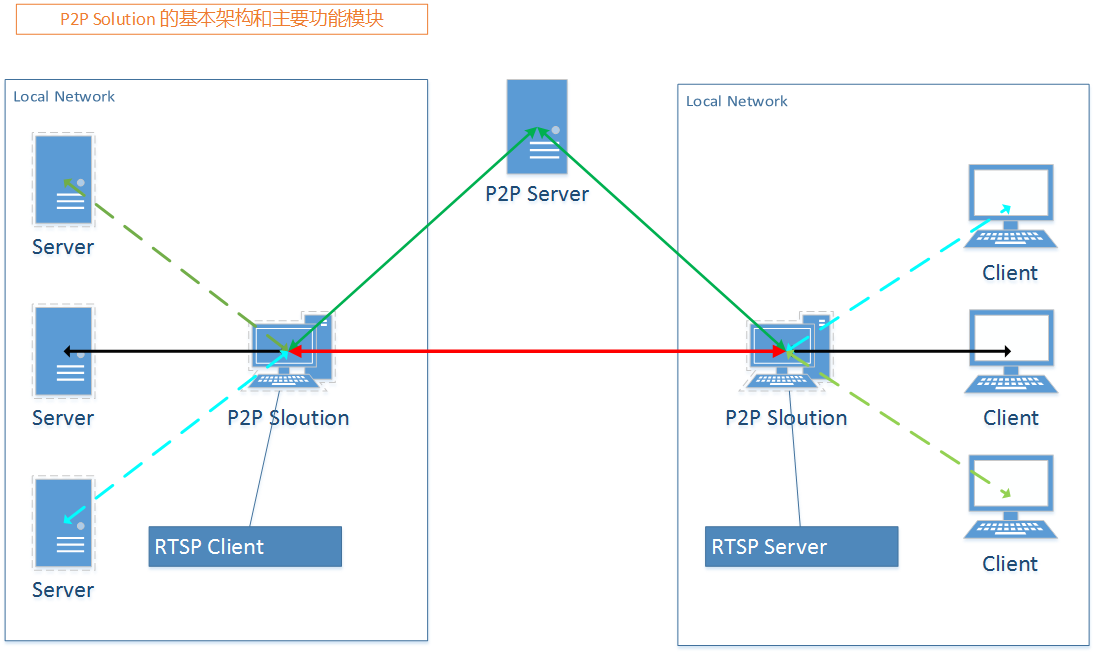 P2P Solution 的基本架构和主要功能模块
Local Network
Local Network
P2P Server
Server
Client
Server
P2P Sloution
P2P Sloution
Client
RTSP Client
RTSP Server
Client
Server